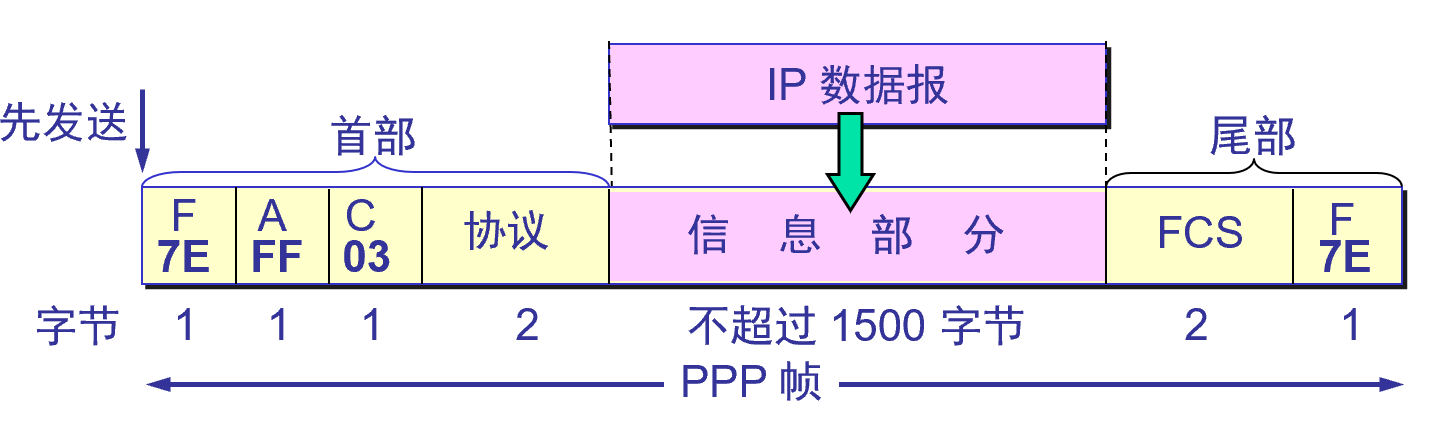 IP 数据报
先发送
首部
尾部
F A C 协议 信息部分 FCS F
7E FF 03 7E
字节 1 1 1 2 不超过 1500 字节 2 1
PPP 帧